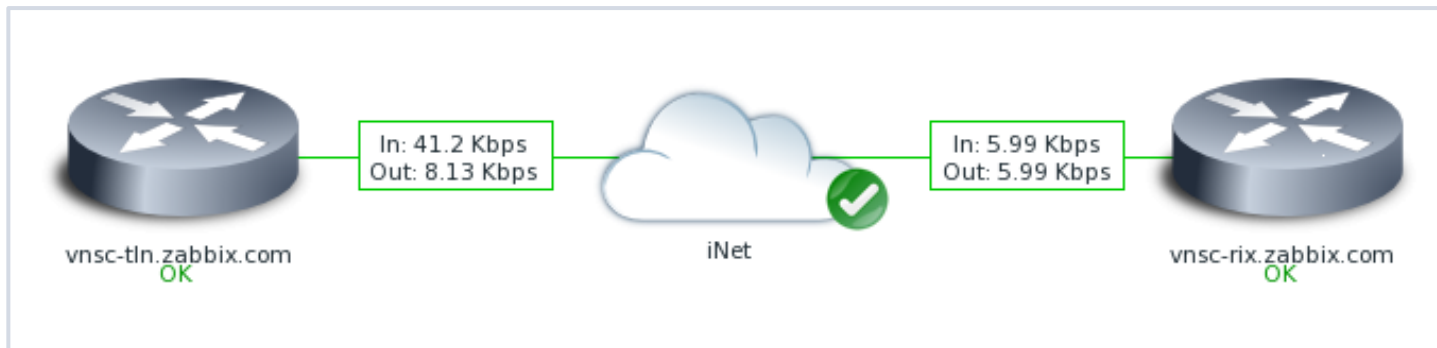 In: 41.2 Kbps
Out: 8.13 Kbps
In: 5.99 Kbps
Out: 5.99 Kbps
vnsc-tln.zabbix.com
OK
iNet
vnsc-rix.zabbix.com
OK